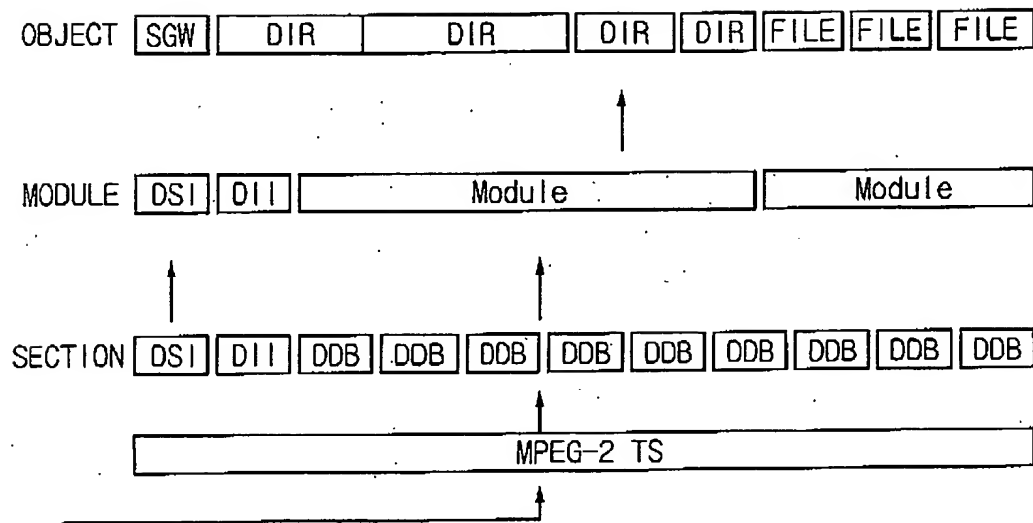 OBJECT SGW DIR DIR DIR DIR FILE FILE FILE
MODULE DSI DII Module Module
SECTION DSI DII DDB DDB DDB DDB DDB DDB DDB DDB DDB
MPEG-2 TS